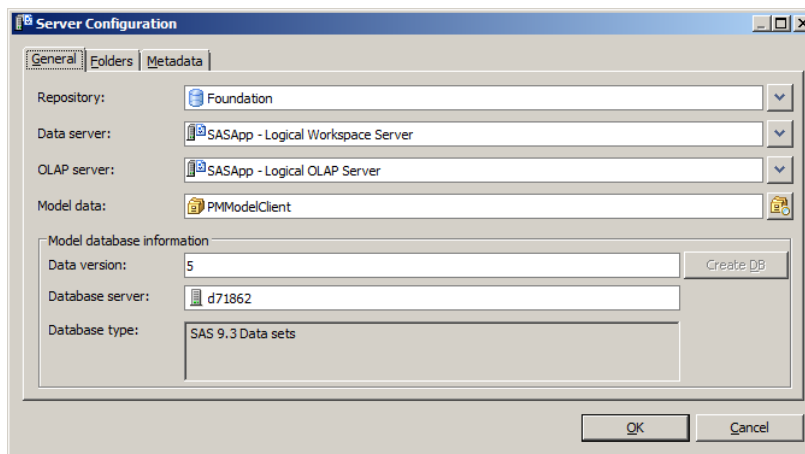 Server Configuration
General Folders Metadata
Repository: Foundation
Data server: SASApp - Logical Workspace Server
OLAP server: SASApp - Logical OLAP Server
Model data: PMModelClient
Model database information
Data version: 5 Create DB
Database server: d71862
Database type: SAS 9.3 Data sets
OK Cancel